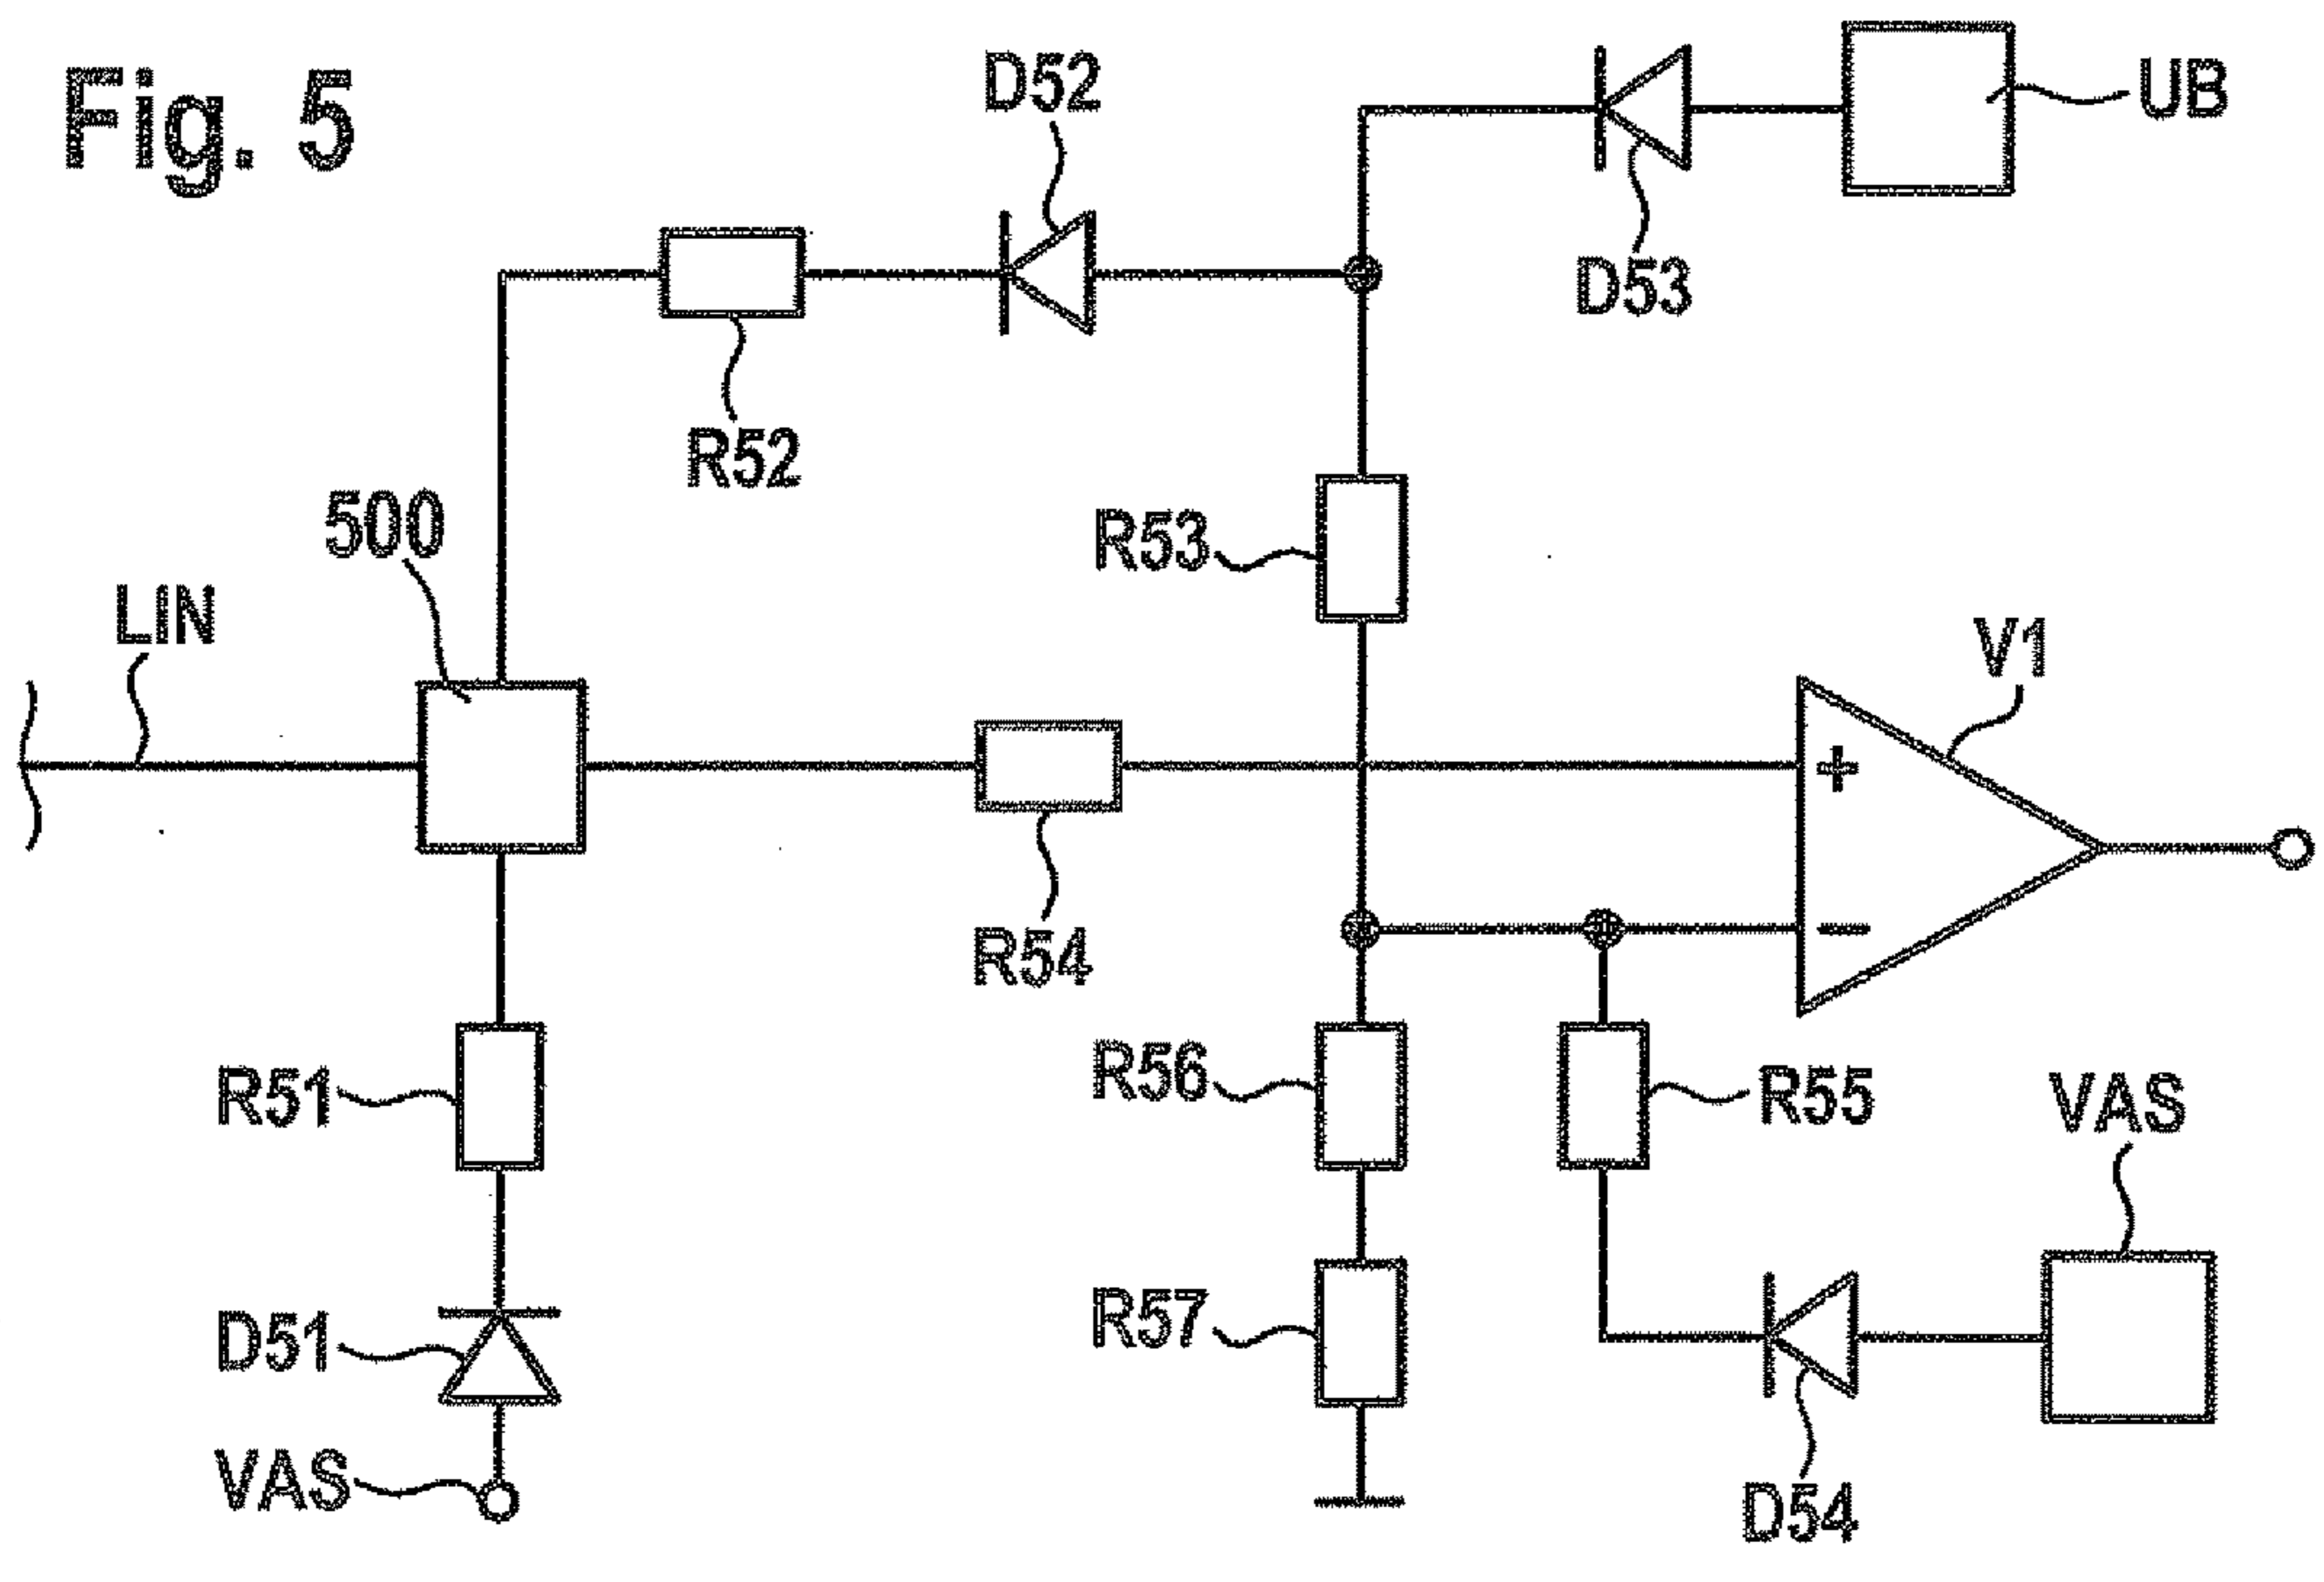 Fig. 5
D52
UB
D53
R52
500
R53
LIN
V1
+
R54
−
R56
R51
R55
VAS
R57
D51
VAS
D54